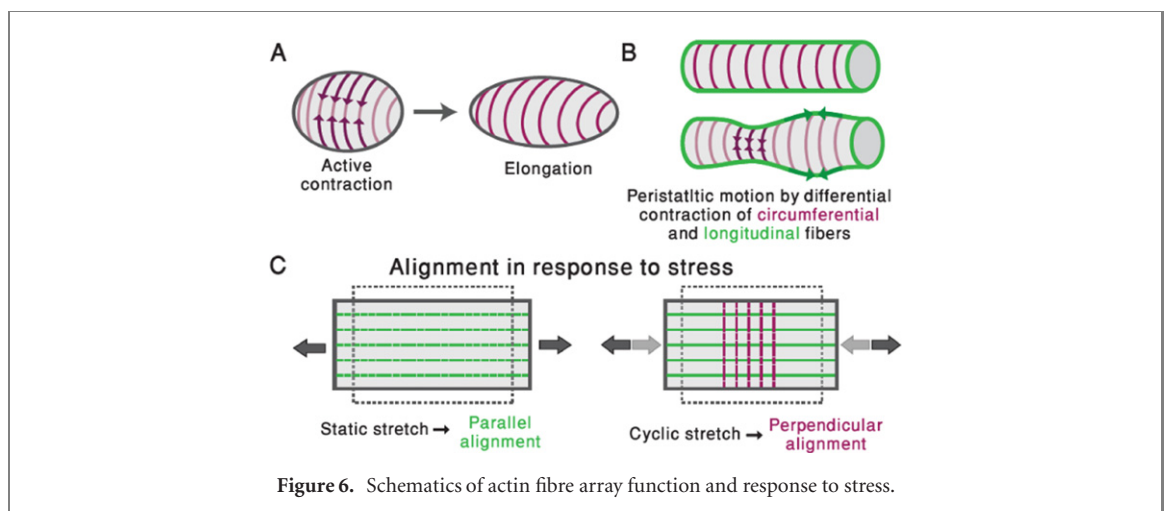 A
Active
contraction
Elongation
B
Peristatltic motion by differential
contraction of circumferential
and longitudinal fibers
C
Alignment in response to stress
Static stretch → Parallel
alignment
Cyclic stretch → Perpendicular
alignment
Figure 6. Schematics of actin fibre array function and response to stress.